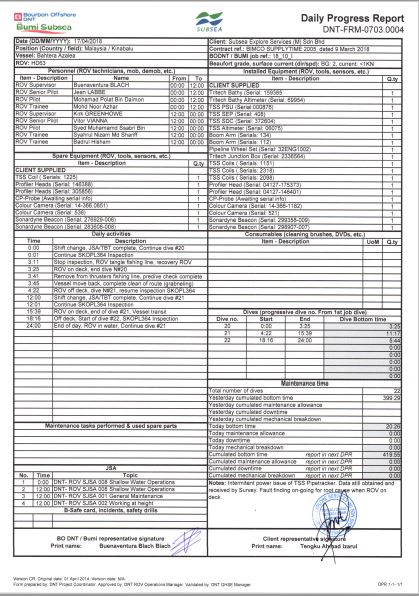 Bourbon Offshore
DNT
Bumi Subsea
SUBSEA
Daily Progress Report
DNT-FRM-0703.0004
Date (DD/MM/YYYY): 17/04/2018
Client: Subsea Explore Services (M) Sdn Bhd
Position (Country / field): Malaysia / Kinabalu
Contract ref.: BIMCO SUPPLYTIME 2005, dated 9 March 2018
Vessel: Bahtera Azalea
BODNT / BUMI job ref.: 18_10_I
ROV: HD63
Beaufort grade, surface current (dir/spd): BG: 2, current: <1KN
Personnel (ROV technicians, mob, demob, etc.)
Item - Description Name From To
ROV Supervisor Buenaventura BLACH 00:00 12:00
ROV Senior Pilot Jean LABBE 00:00 12:00
ROV Pilot Mohamad Polat Bin Daimon 00:00 12:00
ROV Trainee Mohd Noor Azhar 00:00 12:00
ROV Supervisor Kirk GREENHOWE 12:00 00:00
ROV Senior Pilot Vitor VIANNA 12:00 00:00
ROV Pilot Syed Muhammad Ssabri Bin 12:00 00:00
ROV Trainee Syahrul Nizam Md Shariff 12:00 00:00
ROV Trainee Badrul Hisham 12:00 00:00
Installed Equipment (ROV, tools, sensors, etc.)
Item - Description Q.ty
CLIENT SUPPLIED
Tritech Bathy (Serial: 159385 1
Tritech Bathy Altimeter (Serial: 69954) 1
TSS PSU (Serial: 000878) 1
TSS SEP (Serial: 408) 1
TSS SDC (Serial: 372604) 1
TSS Altimeter (Serial: 06075) 1
Boom Arm (Serial: 134) 1
Boom Arm (Serial: 112) 1
Pipeline Wheel Set (Serial: 32ENG1002) 1
Tritech Junction Box (Serial: 2336564) 1
TSS Coils ( Serial: 1151) 1
TSS Coils ( Serial: 2318) 1
TSS Coils ( Serial: 2098) 1
Profiler Head (Serial: 04127-175373) 1
Profiler Head (Serial: 04127-136401) 1
Colour Camera (Serial: 14-366-1182) 1
Colour Camera (Serial: 521) 1
Sonardyne Beacon (Serial: 299358-009) 1
Sonardyne Beacon (Serial: 298907-007) 1
Spare Equipment (ROV, tools, sensors, etc.)
Item - Description Q.ty
CLIENT SUPPLIED
TSS Coil ( Serials: 1225) 1
Profiler Heads (Serial: 146388) 1
Profiler Heads (Serial: 305856) 1
CP-Probe (Awaiting serial info) 1
Colour Camera (Serial: 14-366.0651) 1
Colour Camera (Serial: 536) 1
Sonardyne Beacon (Serial: 276929-006) 1
Sonardyne Beacon (Serial: 283608-008) 1
Daily activities
Time Description
0:00 Shift change, JSA/TBT complete, Continue dive #20
0:01 Continue SKOPL364 Inspection
3:11 Stop inspection, ROV tangle fishing line, recovery ROV
3:25 ROV on deck, end dive N#20
3:41 Remove from thrusters fishing line, predive check complete
3:45 Vessel move back, complete clean of route (grabneling)
4:22 ROV off deck, dive N#21, resume inspection SKOPL364
12:00 Shift change, JSA/TBT complete, Continue dive #21
12:01 Continue SKOPL364 Inspection
15:39 ROV on deck, end of dive #21, Vessel transit
18:16 Off deck, Start of dive #22, SKOPL364 Inspection
24:00 End of day, ROV in water, Continue dive #21
Consumables (cleaning brushes, DVDs, etc.)
Item - Description UoM Q.ty
Dives (progressive dive no. From 1st job dive)
Dive no. Start End Dive Bottom time
20 0:00 3:25 3:25
21 4:22 15:39 11:17
22 18:16 24:00 5:44
0:00
0:00
0:00
0:00
Maintenance time
Total number of dives 22
Yesterday cumulated bottom time 399:29
Yesterday cumulated maintenance allowance
Yesterday cumulated downtime
Yesterday cumulated mechanical breakdown
Today bottom time 20:26
Today maintenance allowance 0:00
Today downtime 0:00
Today mechanical breakdown 0:00
Cumulated bottom time report in next DPR 419:55
Cumulated maintenance allowance report in next DPR 0:00
Cumulated downtime report in next DPR 0:00
Cumulated mechanical breakdown report in next DPR 0:00
Notes: Intermitent power issue of TSS Pipetracker. Data still obtained and
received by Survey. Fault finding on-going for root cause when ROV on
deck.
Maintenance tasks performed & used spare parts
JSA
No. Time Topic
1 0:00 DNT- ROV SJSA 008 Shallow Water Operations
2 12:00 DNT- ROV SJSA 008 Shallow Water Operations
3 12:00 DNT- ROV SJSA 001 General Maintenance
4 12:00 DNT- ROV SJSA 002 Working at height
B-Safe card, incidents, safety drills
BO DNT / Bumi representative signature
Print name: Buenaventura Blach Blach
Client representative signature
Print name: Tengku Ahmad Izarul
Version CR, Original date: 01 April 2014, Version date: N/A
Form prepared by: DNT Project Coordinator, Approved by: DNT ROV Operations Manager, Validated by: DNT QHSE Manager
DPR 1-1- 1/1